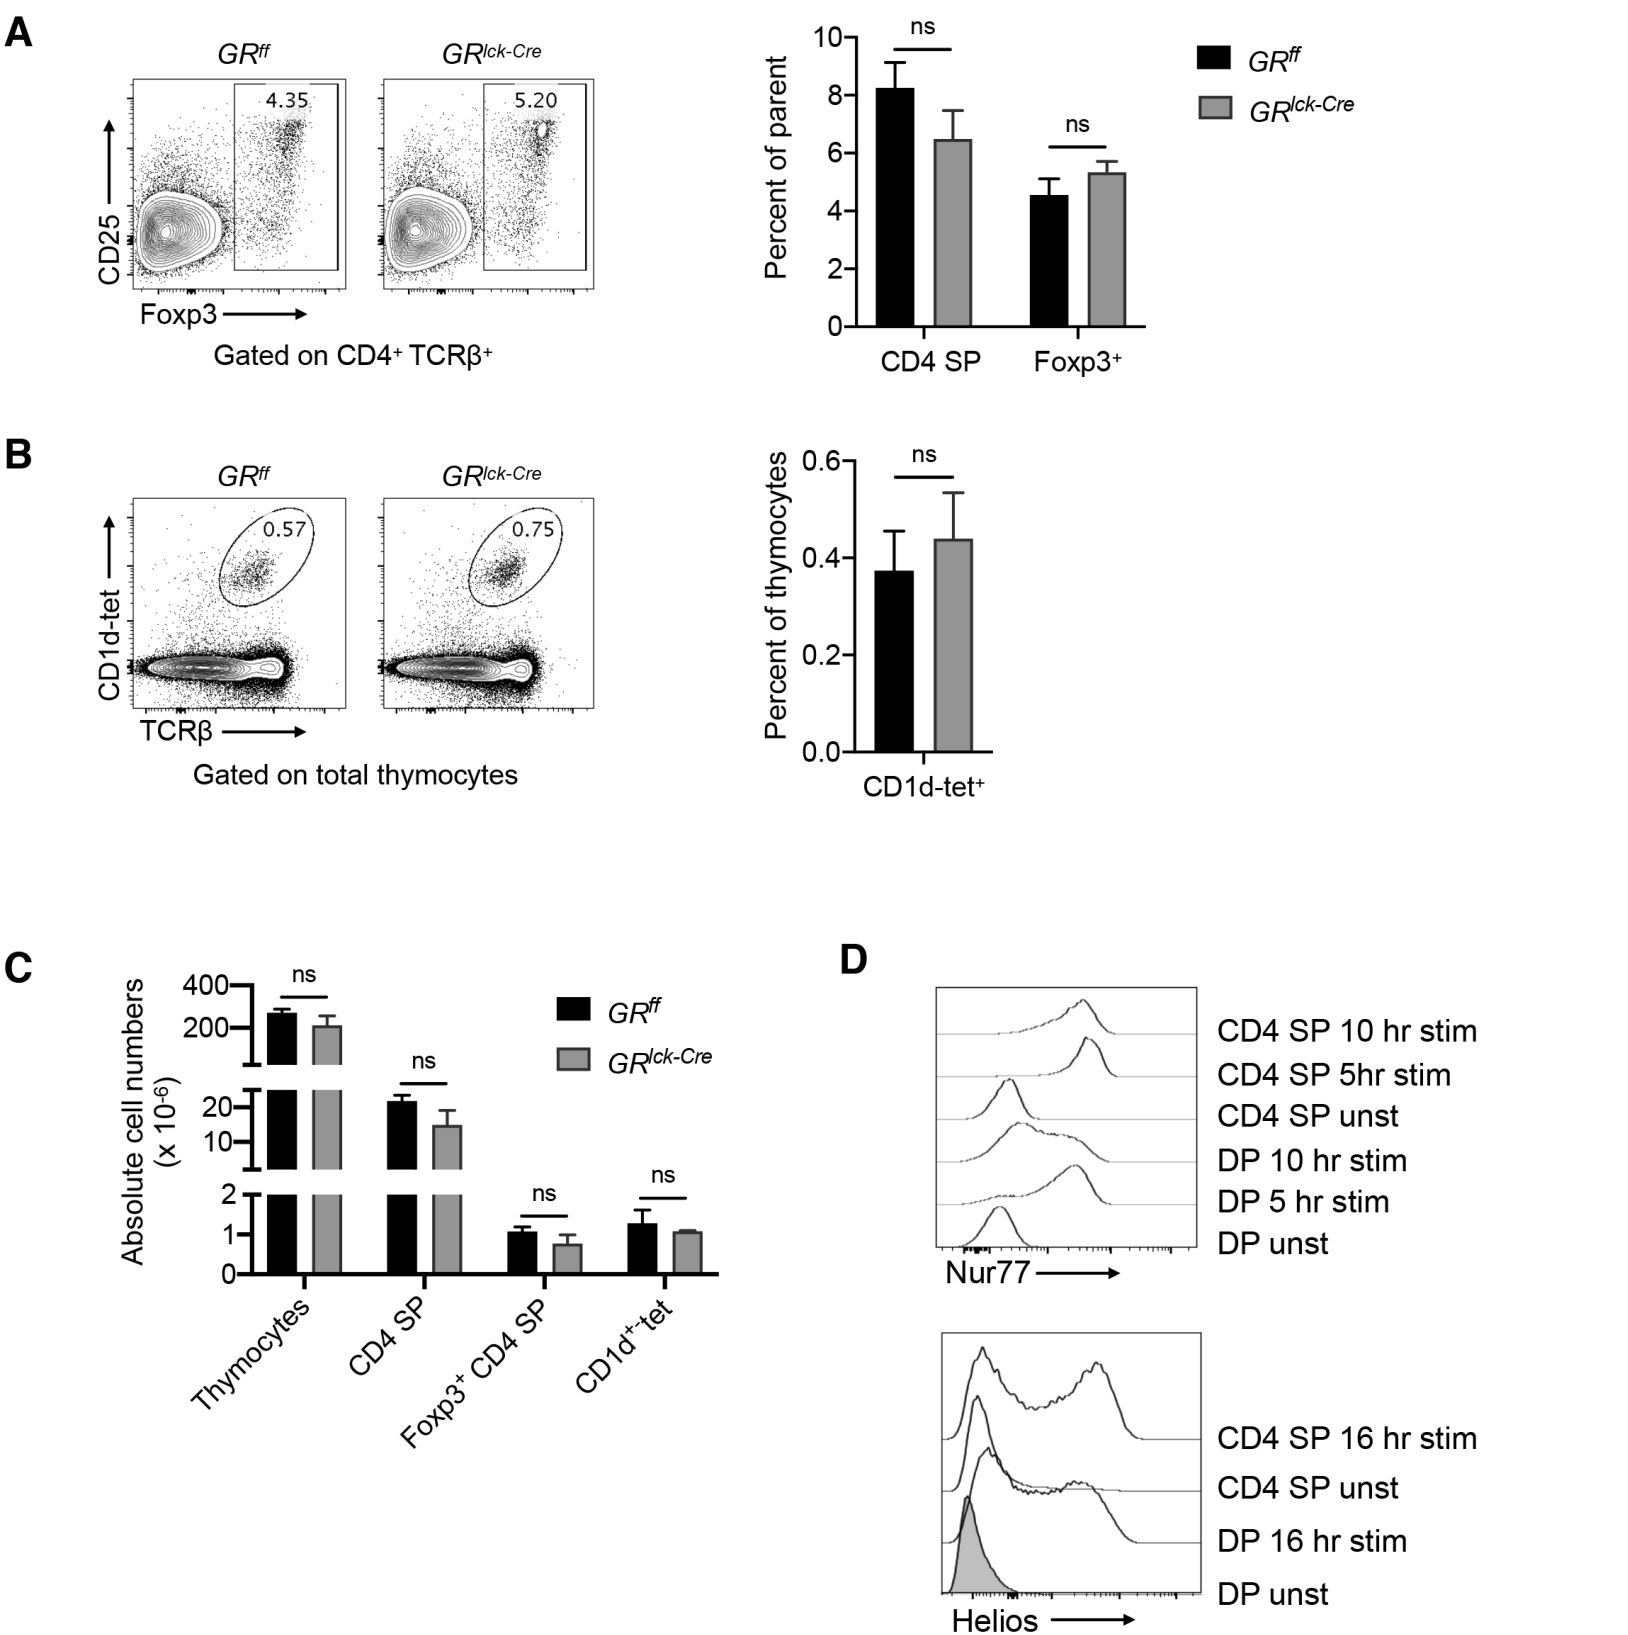 A
GRff
GRlck-Cre
4.35
5.20
CD25
Foxp3
Gated on CD4+ TCRβ+
Percent of parent
10
8
6
4
2
0
ns
ns
CD4 SP
Foxp3+
GRff
GRlck-Cre
B
GRff
GRlck-Cre
0.57
0.75
CD1d-tet
TCRβ
Gated on total thymocytes
Percent of thymocytes
0.6
0.4
0.2
0.0
ns
CD1d-tet+
C
Absolute cell numbers
(x 10-6)
400
200
20
10
2
1
0
ns
ns
ns
ns
Thymocytes
CD4 SP
Foxp3+ CD4 SP
CD1d+-tet
GRff
GRlck-Cre
D
CD4 SP 10 hr stim
CD4 SP 5hr stim
CD4 SP unst
DP 10 hr stim
DP 5 hr stim
DP unst
Nur77
CD4 SP 16 hr stim
CD4 SP unst
DP 16 hr stim
DP unst
Helios